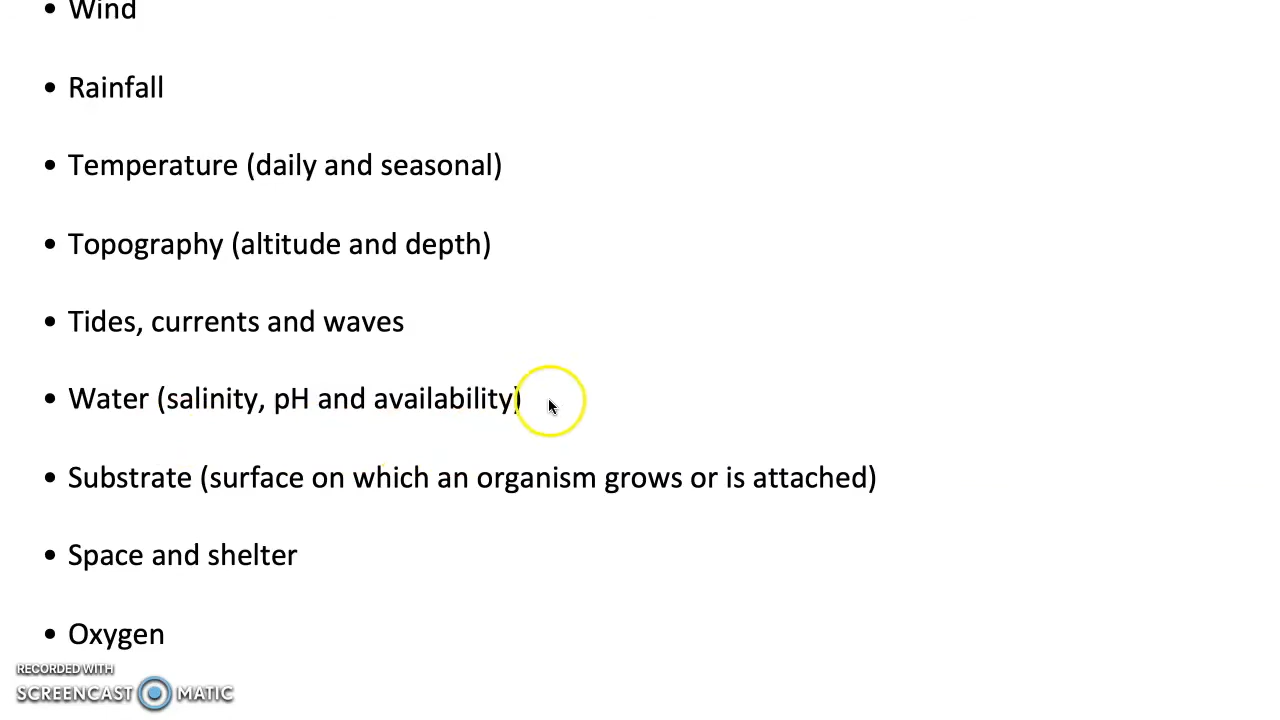 • Wind
• Rainfall
• Temperature (daily and seasonal)
• Topography (altitude and depth)
• Tides, currents and waves
• Water (salinity, pH and availability)
• Substrate (surface on which an organism grows or is attached)
• Space and shelter
• Oxygen
RECORDED WITH
SCREENCAST MATIC